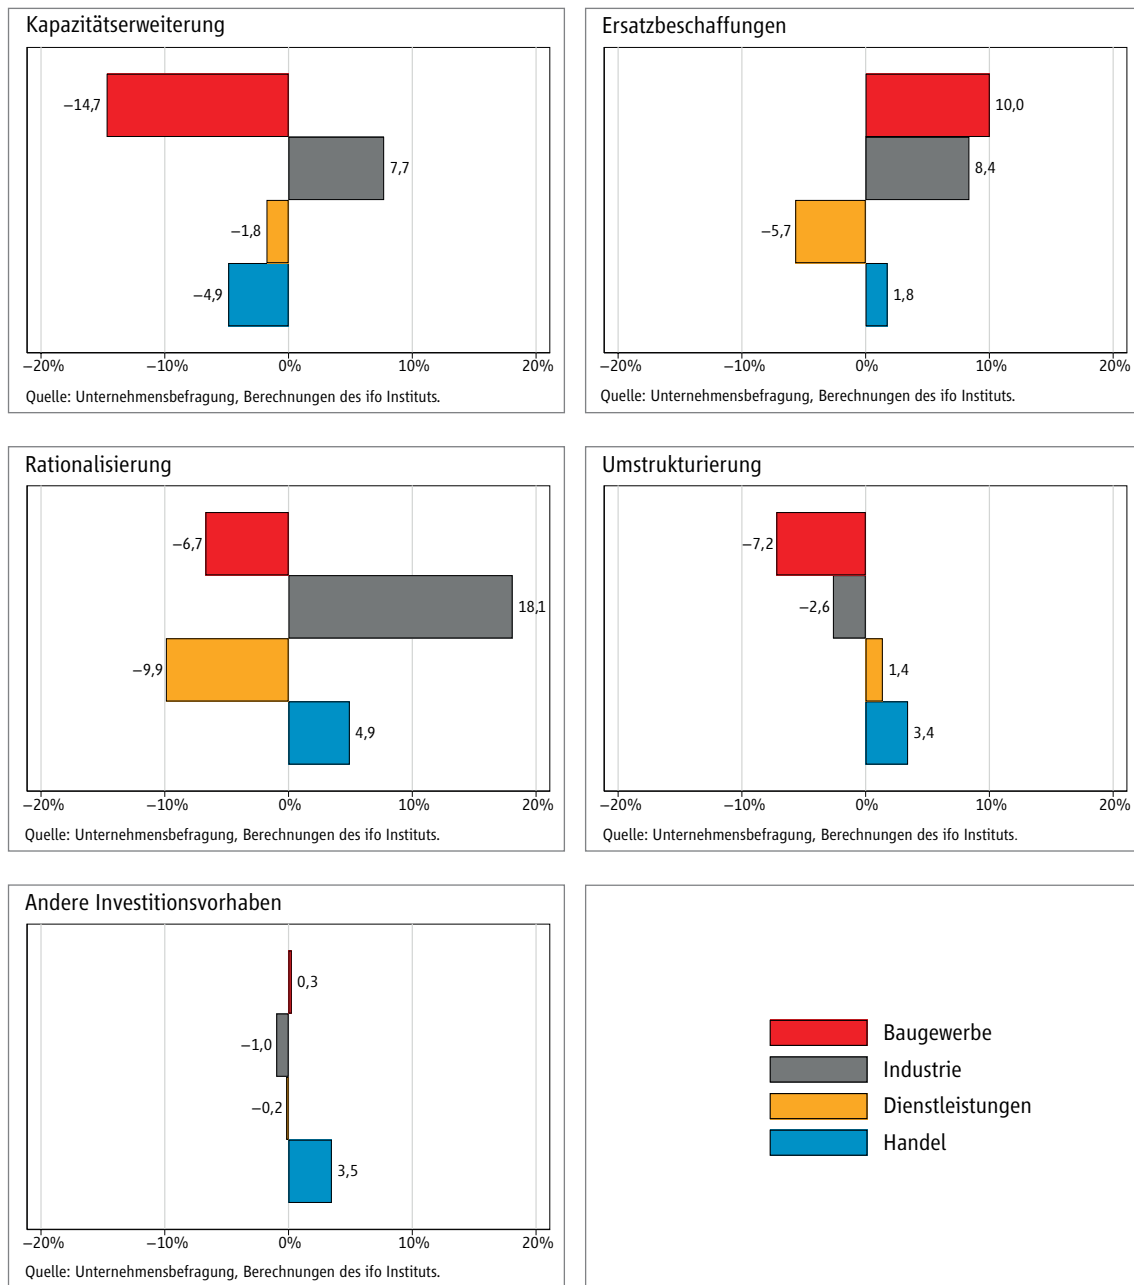 Kapazitätserweiterung
−14,7
7,7
−1,8
−4,9
−20% −10% 0% 10% 20%
Quelle: Unternehmensbefragung, Berechnungen des ifo Instituts.
Ersatzbeschaffungen
10,0
8,4
−5,7
1,8
−20% −10% 0% 10% 20%
Quelle: Unternehmensbefragung, Berechnungen des ifo Instituts.
Rationalisierung
−6,7
18,1
−9,9
4,9
−20% −10% 0% 10% 20%
Quelle: Unternehmensbefragung, Berechnungen des ifo Instituts.
Umstrukturierung
−7,2
−2,6
1,4
3,4
−20% −10% 0% 10% 20%
Quelle: Unternehmensbefragung, Berechnungen des ifo Instituts.
Andere Investitionsvorhaben
0,3
−1,0
−0,2
3,5
−20% −10% 0% 10% 20%
Quelle: Unternehmensbefragung, Berechnungen des ifo Instituts.
Baugewerbe
Industrie
Dienstleistungen
Handel